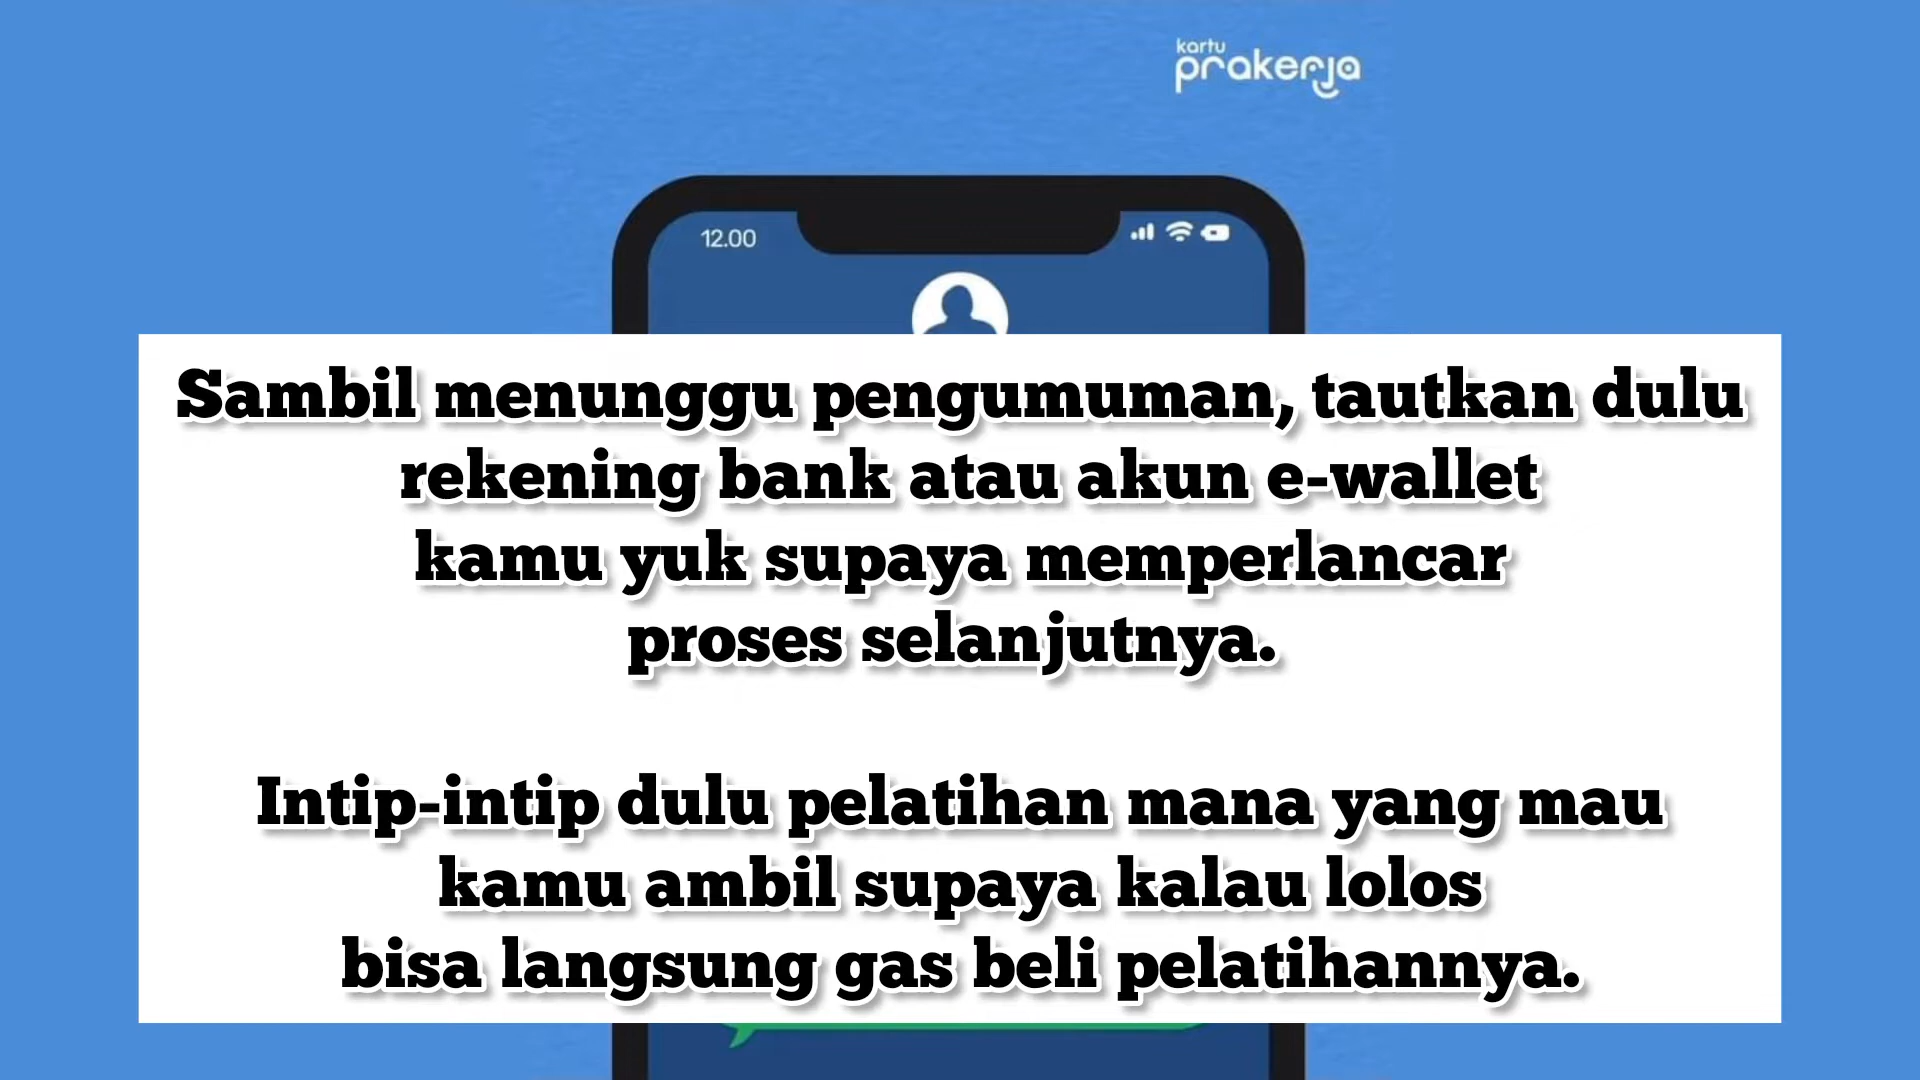 kartu
prakerja
12.00
Sambil menunggu pengumuman, tautkan dulu
rekening bank atau akun e-wallet
kamu yuk supaya memperlancar
proses selanjutnya.
Intip-intip dulu pelatihan mana yang mau
kamu ambil supaya kalau lolos
bisa langsung gas beli pelatihannya.